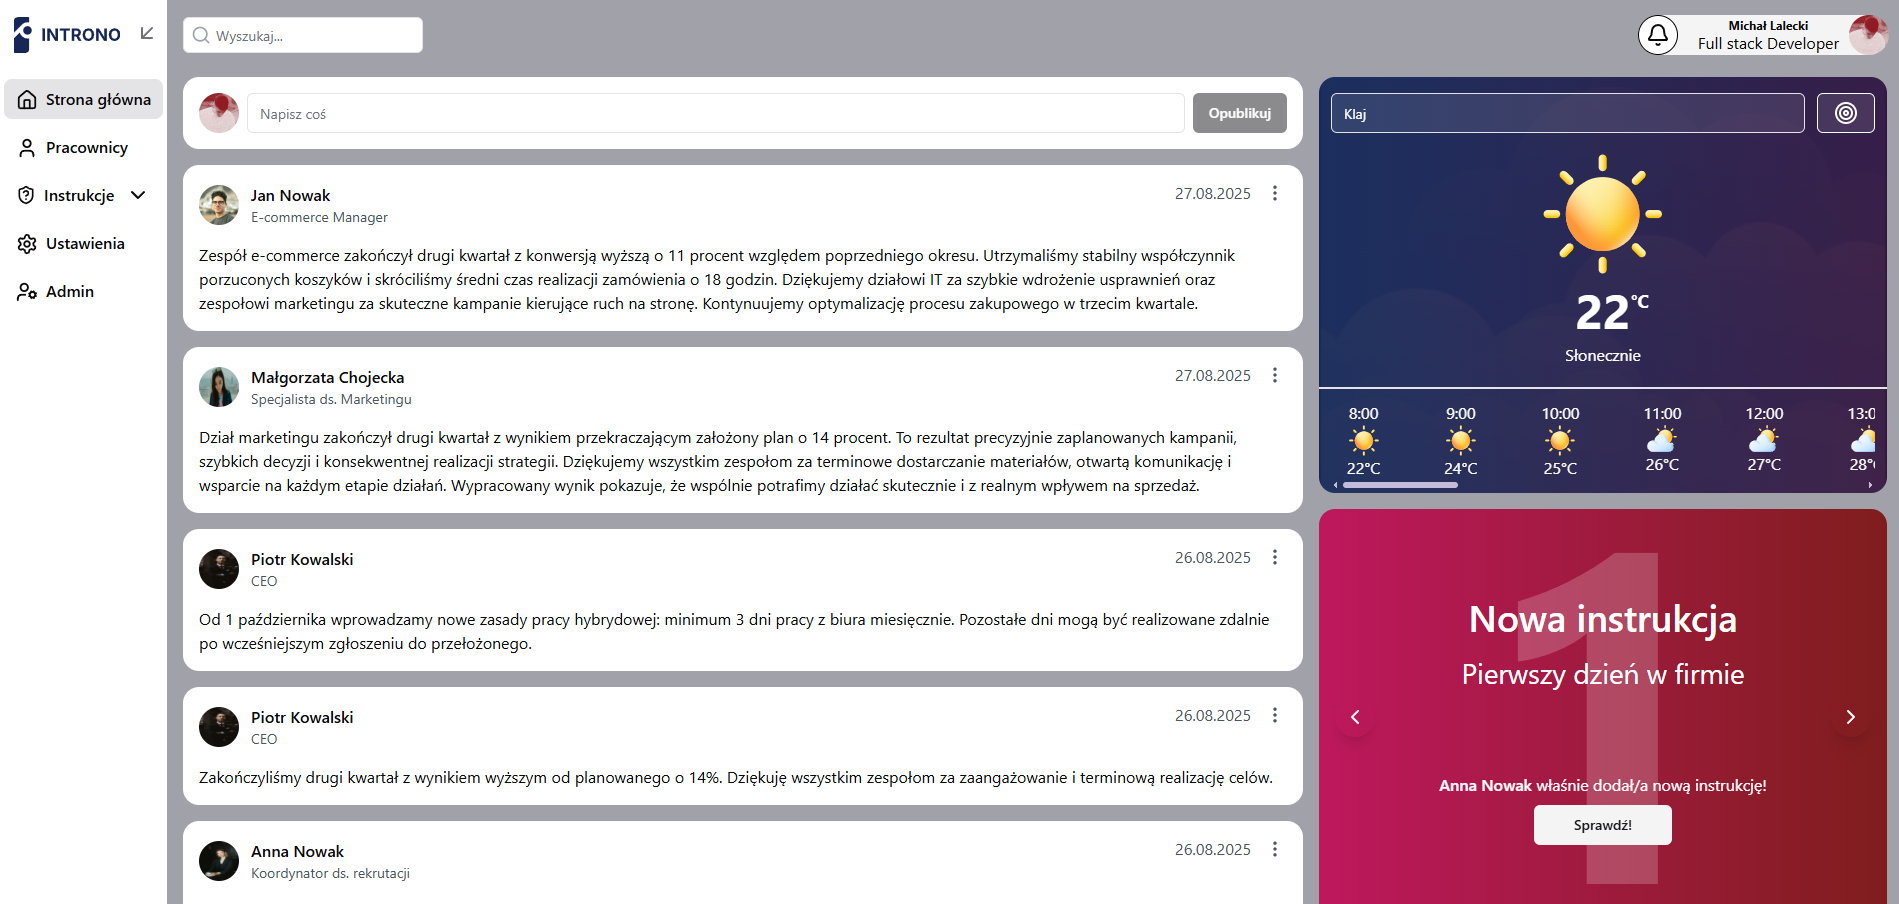 INTRONO
Strona główna
Pracownicy
Instrukcje
Ustawienia
Admin
Wyszukaj...
Michał Lalecki
Full stack Developer
Napisz coś
Opublikuj
Jan Nowak
E-commerce Manager
27.08.2025
Zespół e-commerce zakończył drugi kwartał z konwersją wyższą o 11 procent względem poprzedniego okresu. Utrzymaliśmy stabilny współczynnik
porzuconych koszyków i skróciliśmy średni czas realizacji zamówienia o 18 godzin. Dziękujemy działowi IT za szybkie wdrożenie usprawnień oraz
zespołowi marketingu za skuteczne kampanie kierujące ruch na stronę. Kontynuujemy optymalizację procesu zakupowego w trzecim kwartale.
Małgorzata Chojecka
Specjalista ds. Marketingu
27.08.2025
Dział marketingu zakończył drugi kwartał z wynikiem przekraczającym założony plan o 14 procent. To rezultat precyzyjnie zaplanowanych kampanii,
szybkich decyzji i konsekwentnej realizacji strategii. Dziękujemy wszystkim zespołom za terminowe dostarczanie materiałów, otwartą komunikację i
wsparcie na każdym etapie działań. Wypracowany wynik pokazuje, że wspólnie potrafimy działać skutecznie i z realnym wpływem na sprzedaż.
Piotr Kowalski
CEO
26.08.2025
Od 1 października wprowadzamy nowe zasady pracy hybrydowej: minimum 3 dni pracy z biura miesięcznie. Pozostałe dni mogą być realizowane zdalnie
po wcześniejszym zgłoszeniu do przełożonego.
Piotr Kowalski
CEO
26.08.2025
Zakończyliśmy drugi kwartał z wynikiem wyższym od planowanego o 14%. Dziękuję wszystkim zespołom za zaangażowanie i terminową realizację celów.
Anna Nowak
Koordynator ds. rekrutacji
26.08.2025
Klaj
22°C
Słonecznie
8:00 9:00 10:00 11:00 12:00 13:0
22°C 24°C 25°C 26°C 27°C 28°
1
Nowa instrukcja
Pierwszy dzień w firmie
Anna Nowak właśnie dodał/a nową instrukcję!
Sprawdź!